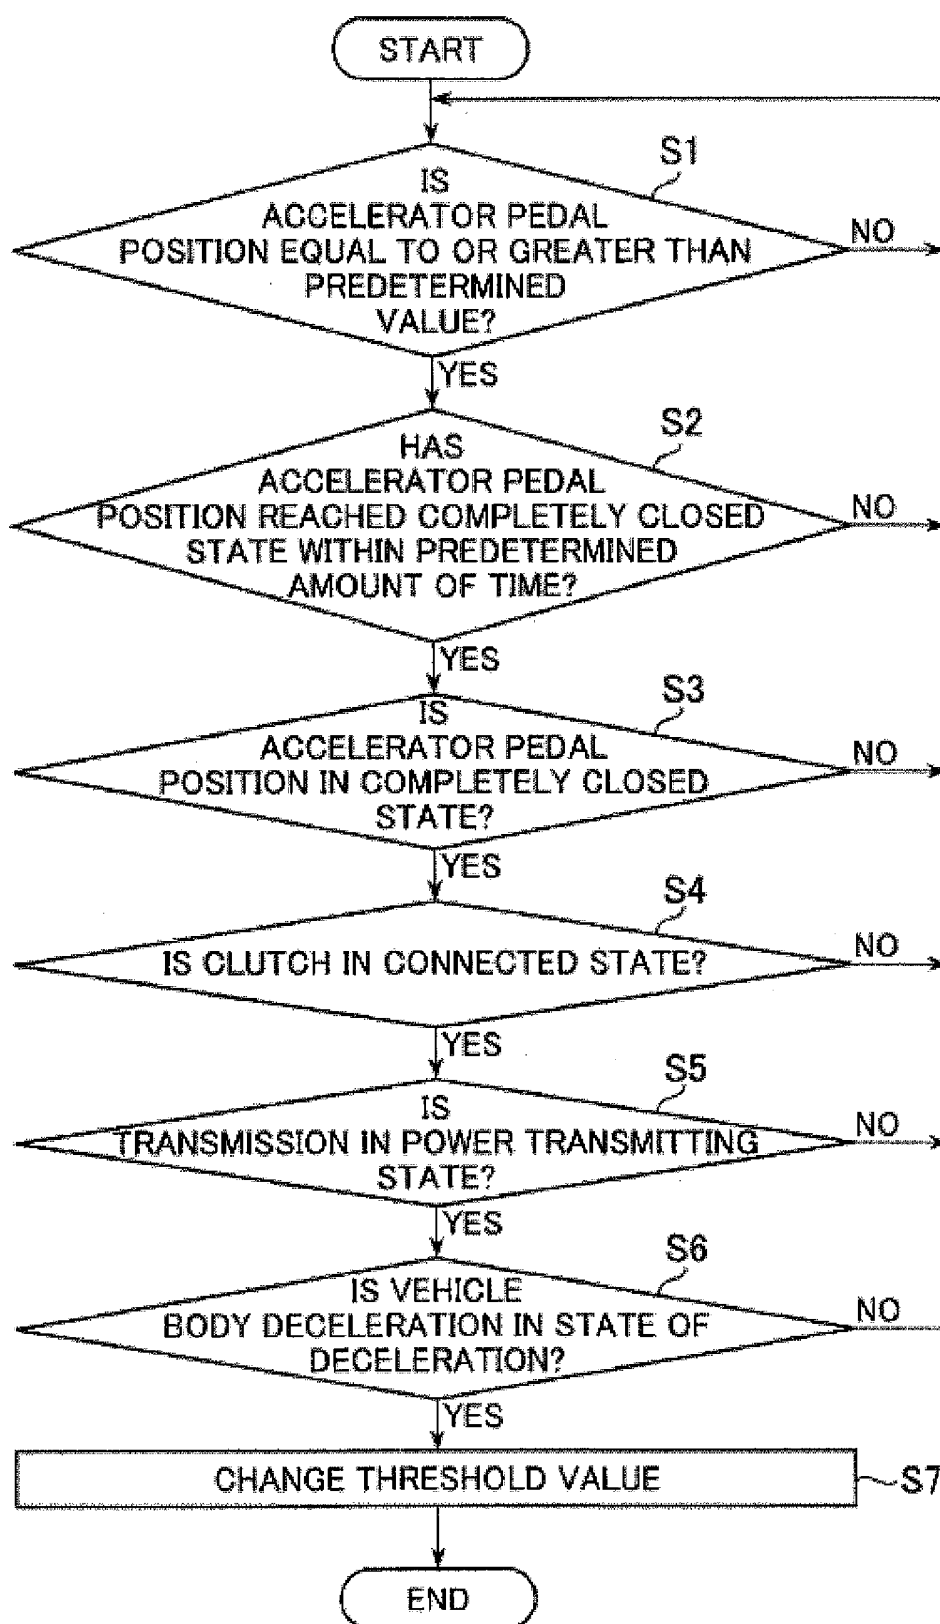 START
S1
IS
ACCELERATOR PEDAL
POSITION EQUAL TO OR GREATER THAN
PREDETERMINED
VALUE?
NO
YES
S2
HAS
ACCELERATOR PEDAL
POSITION REACHED COMPLETELY CLOSED
STATE WITHIN PREDETERMINED
AMOUNT OF TIME?
NO
YES
S3
IS
ACCELERATOR PEDAL
POSITION IN COMPLETELY CLOSED
STATE?
NO
YES
S4
IS CLUTCH IN CONNECTED STATE?
NO
YES
S5
IS
TRANSMISSION IN POWER TRANSMITTING
STATE?
NO
YES
S6
IS VEHICLE
BODY DECELERATION IN STATE OF
DECELERATION?
NO
YES
CHANGE THRESHOLD VALUE
S7
END